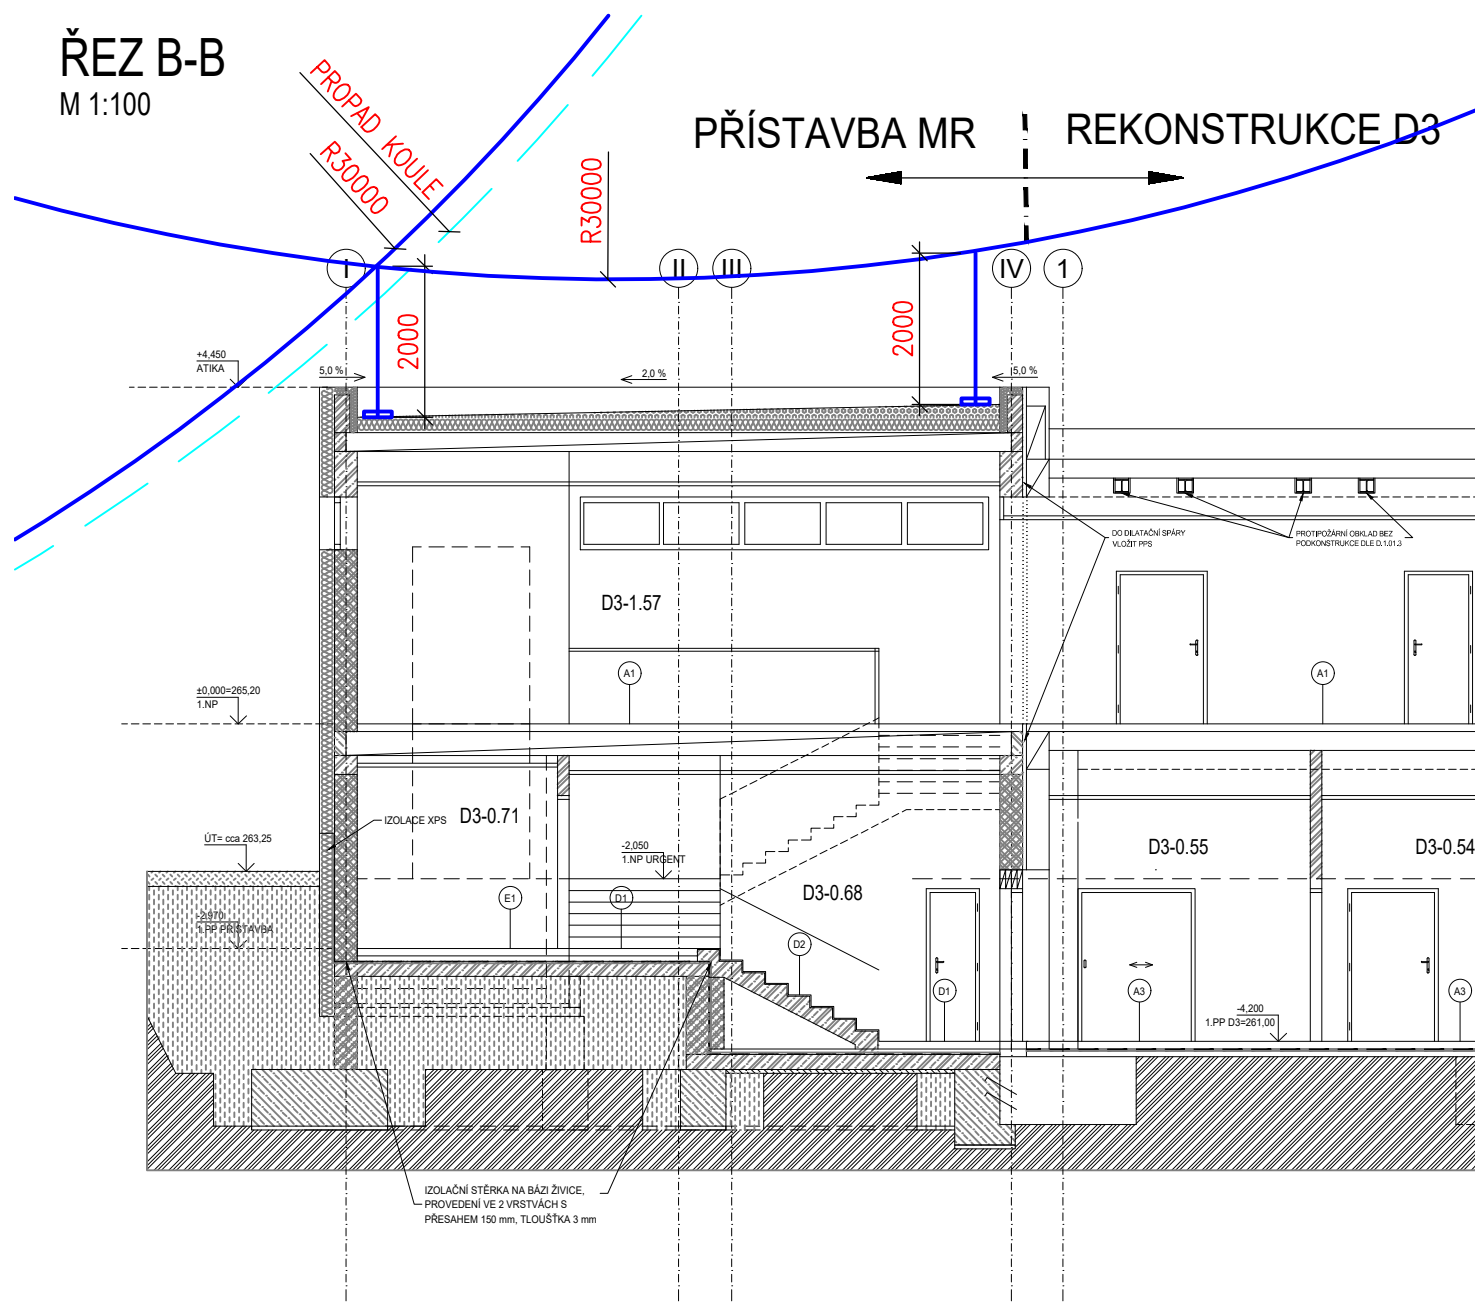 ŘEZ B-B
M 1:100
PROPAD KOULE
R30000
R30000
PŘÍSTAVBA MR
REKONSTRUKCE D3
I
II
III
IV
1
2000
2000
+4,450
ATIKA
5,0 %
2,0 %
5,0 %
DO DILATAČNÍ SPÁRY
VLOŽIT PPS
PROTIPOŽÁRNÍ OBKLAD BEZ
PODKONSTRUKCE DLE D.1.01.3
D3-1.57
A1
A1
±0,000=265,20
1.NP
IZOLACE XPS
D3-0.71
ÚT= cca 263,25
-2,050
1.NP URGENT
D3-0.55
D3-0.54
D3-0.68
E1
D1
D2
-2,970
1.PP PŘÍSTAVBA
D1
A3
A3
-4,200
1.PP D3=261,00
IZOLAČNÍ STĚRKA NA BÁZI ŽIVICE,
PROVEDENÍ VE 2 VRSTVÁCH S
PŘESAHEM 150 mm, TLOUŠŤKA 3 mm